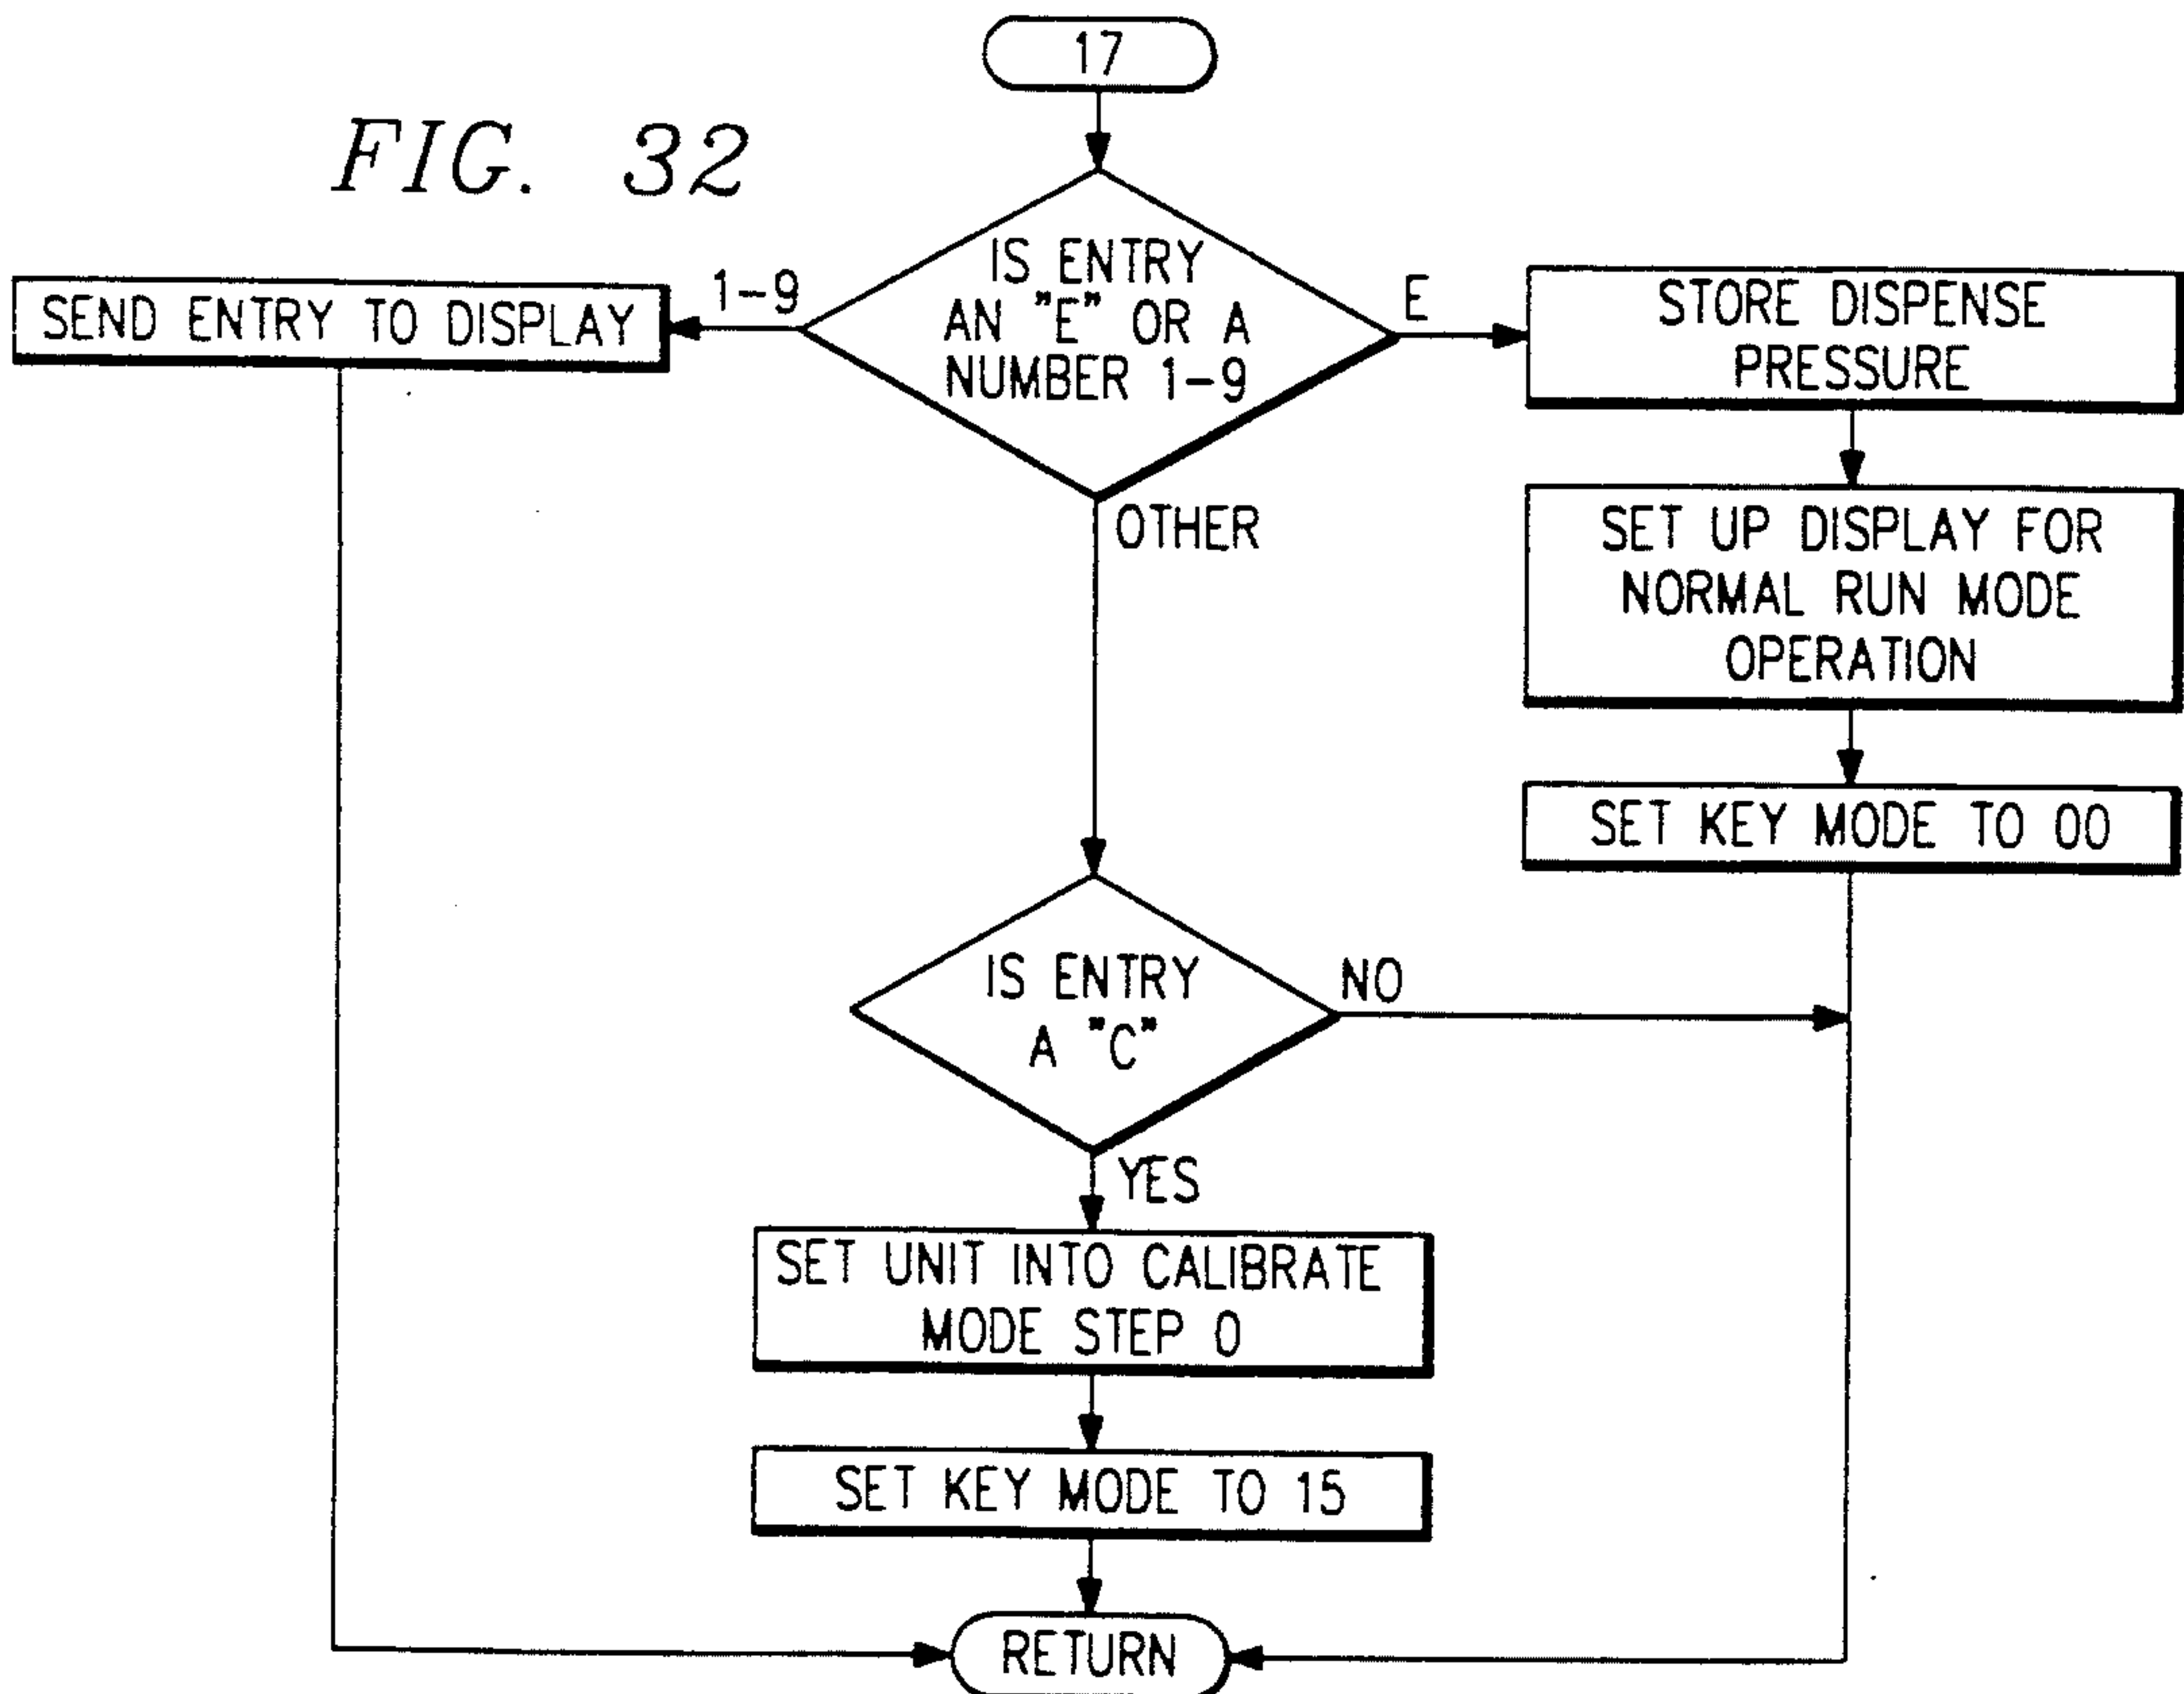 17
FIG. 32
IS ENTRY
AN "E" OR A
NUMBER 1-9
1-9
SEND ENTRY TO DISPLAY
E
STORE DISPENSE
PRESSURE
SET UP DISPLAY FOR
NORMAL RUN MODE
OPERATION
SET KEY MODE TO 00
OTHER
IS ENTRY
A "C"
NO
YES
SET UNIT INTO CALIBRATE
MODE STEP 0
SET KEY MODE TO 15
RETURN